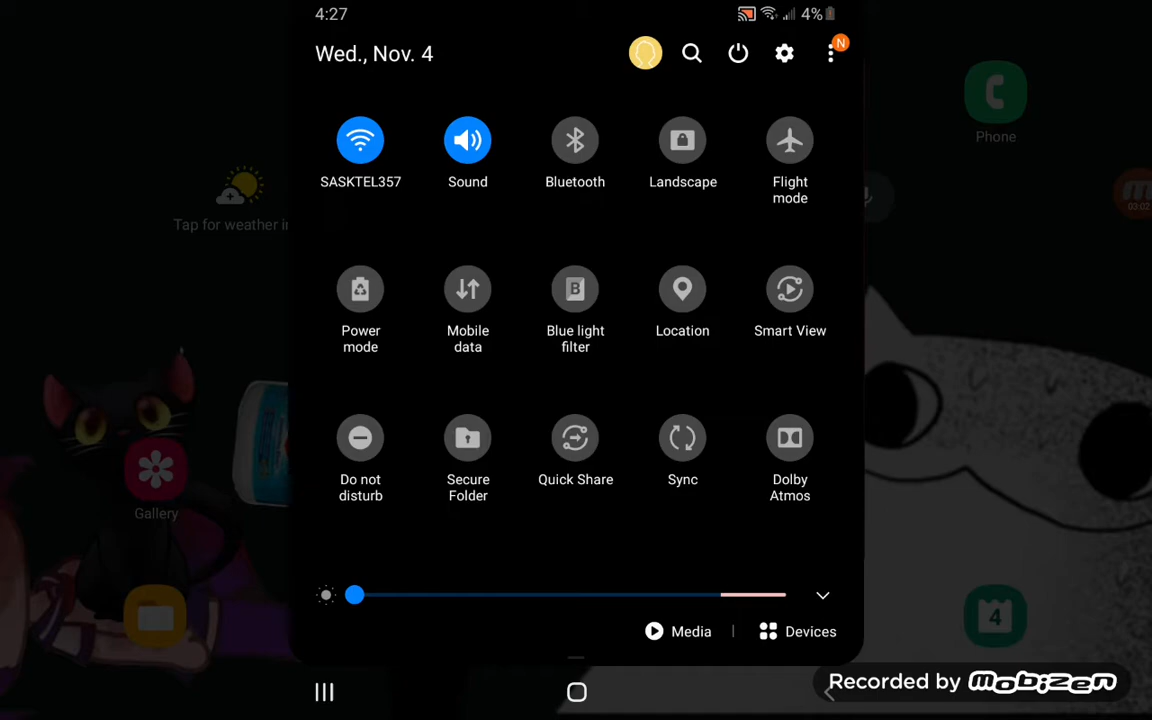 4:27
4%
Wed., Nov. 4
N
Phone
SASKTEL357
Sound
Bluetooth
Landscape
Flight
mode
Tap for weather in
03:02
Power
mode
Mobile
data
B
Blue light
filter
Location
Smart View
Do not
disturb
Secure
Folder
Quick Share
Sync
Dolby
Atmos
Gallery
4
Media | Devices
Recorded by mobizen